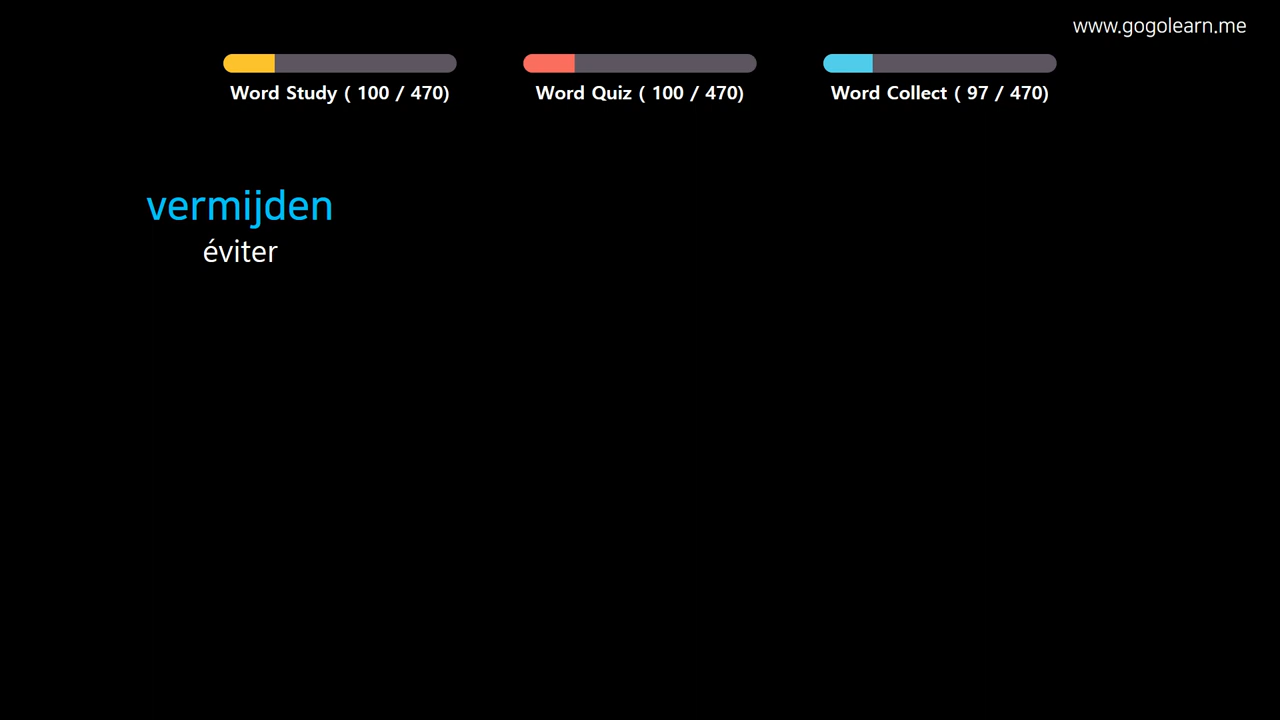 www.gogolearn.me
Word Study ( 100 / 470)
Word Quiz ( 100 / 470)
Word Collect ( 97 / 470)
vermijden
éviter